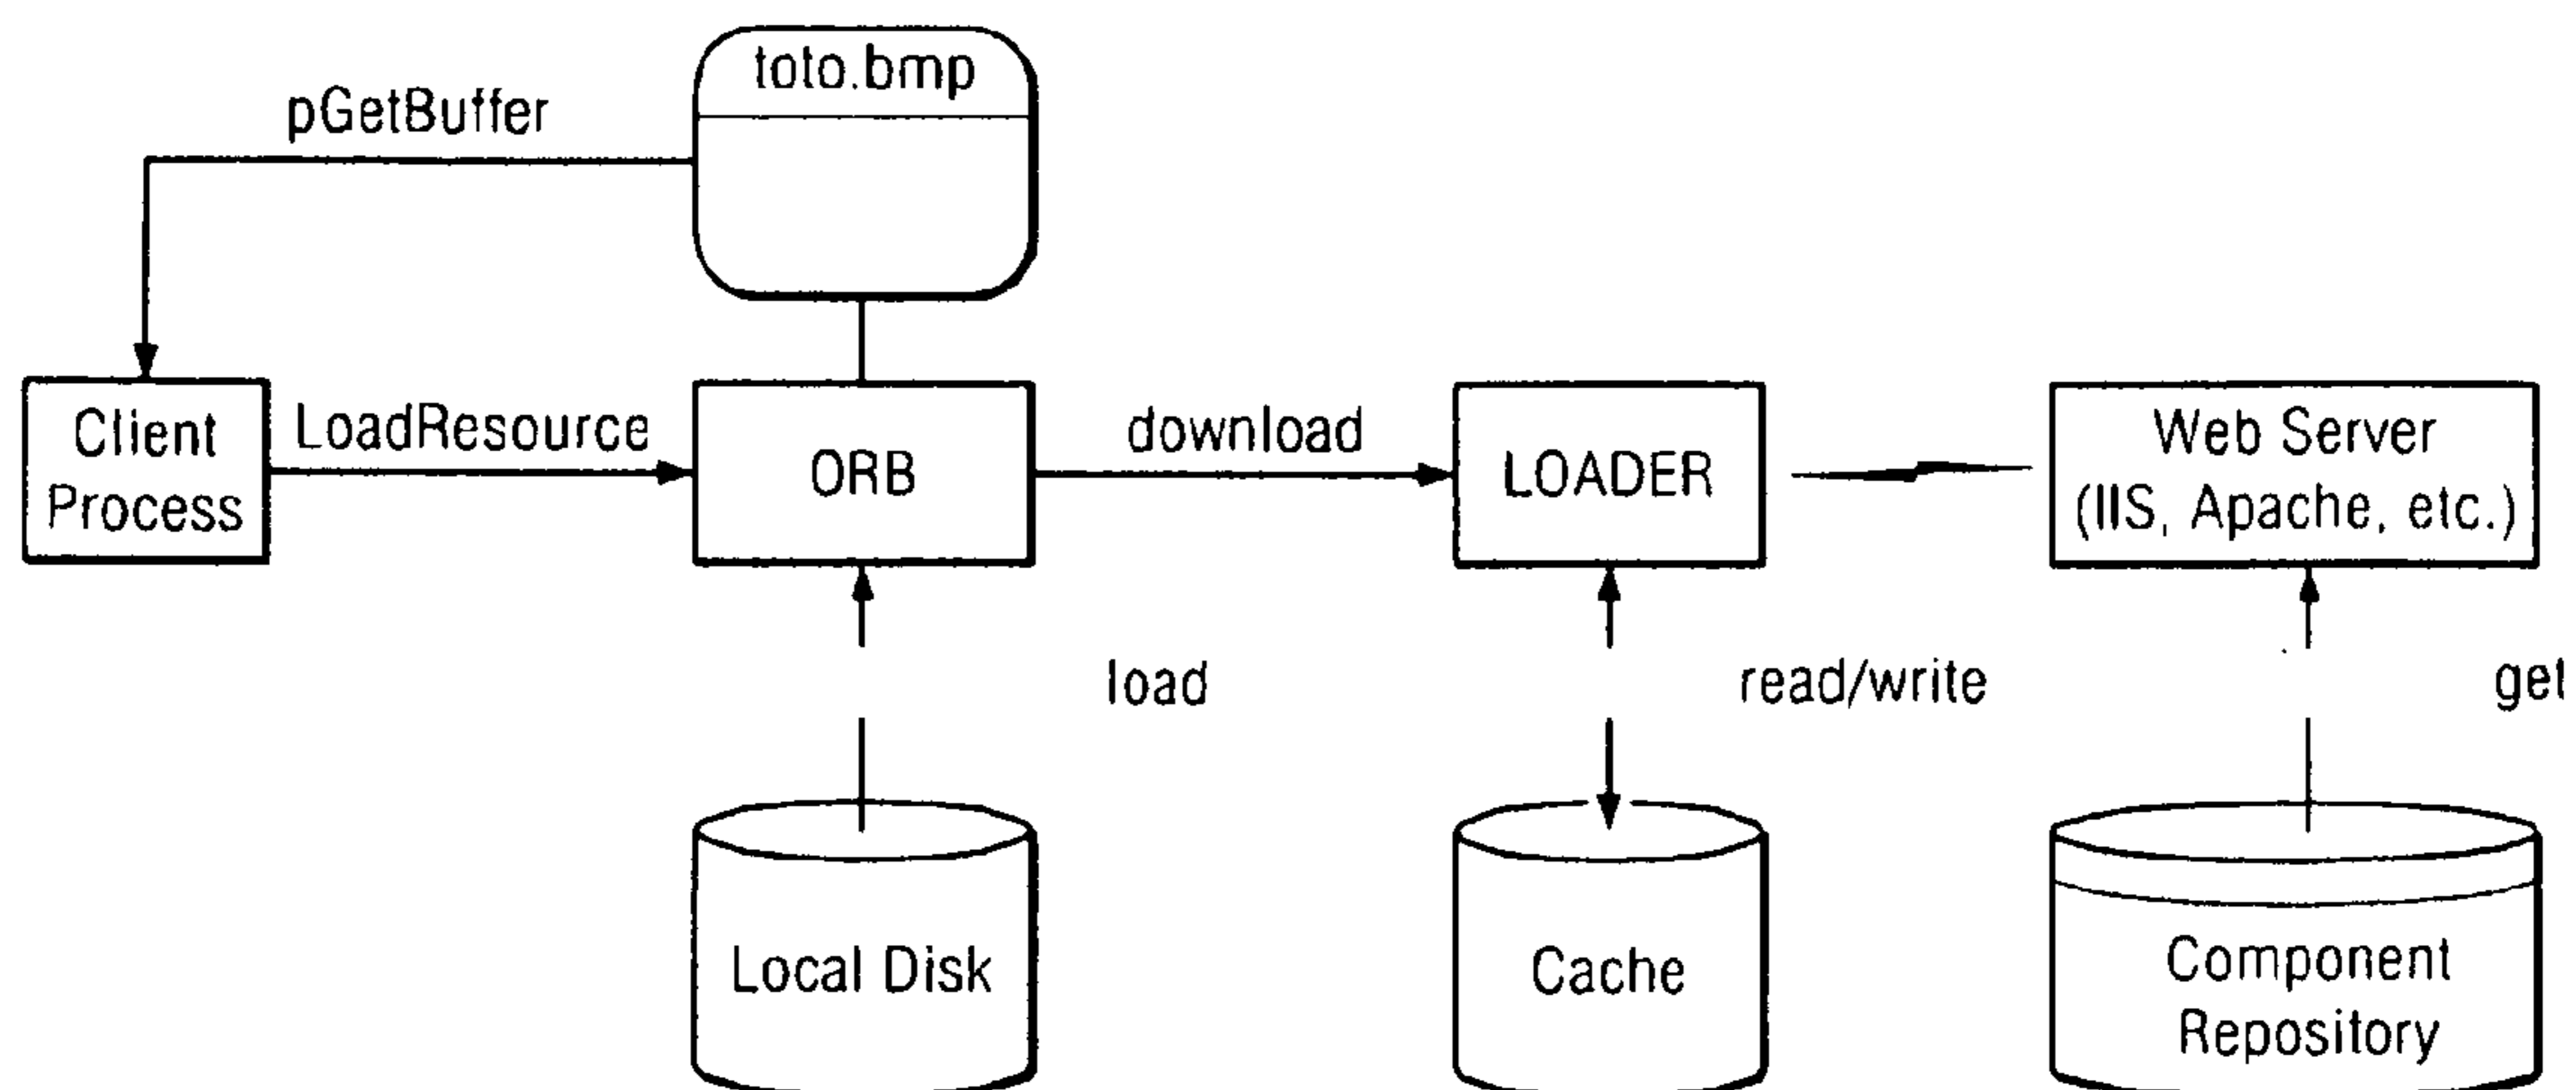 toto.bmp
pGetBuffer
Client
Process
LoadResource
ORB
download
LOADER
Web Server
(IIS, Apache, etc.)
load
read/write
get
Local Disk
Cache
Component
Repository